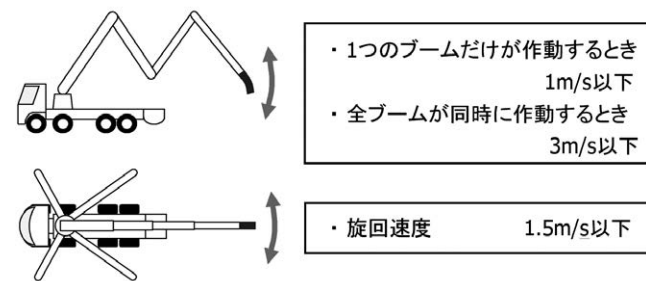 ・1つのブームだけが作動するとき
1m/s以下
・全ブームが同時に作動するとき
3m/s以下
・旋回速度 1.5m/s以下